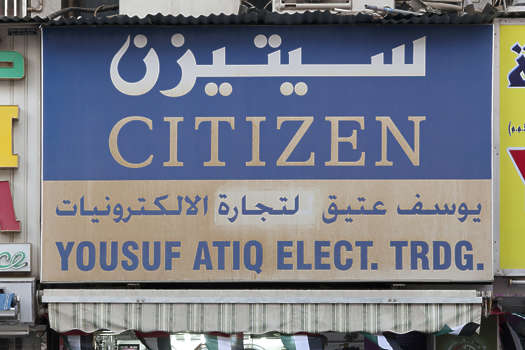 سيتيزن
CITIZEN
يوسف عتيق لتجارة الالكترونيات
YOUSUF ATIQ ELECT. TRDG.